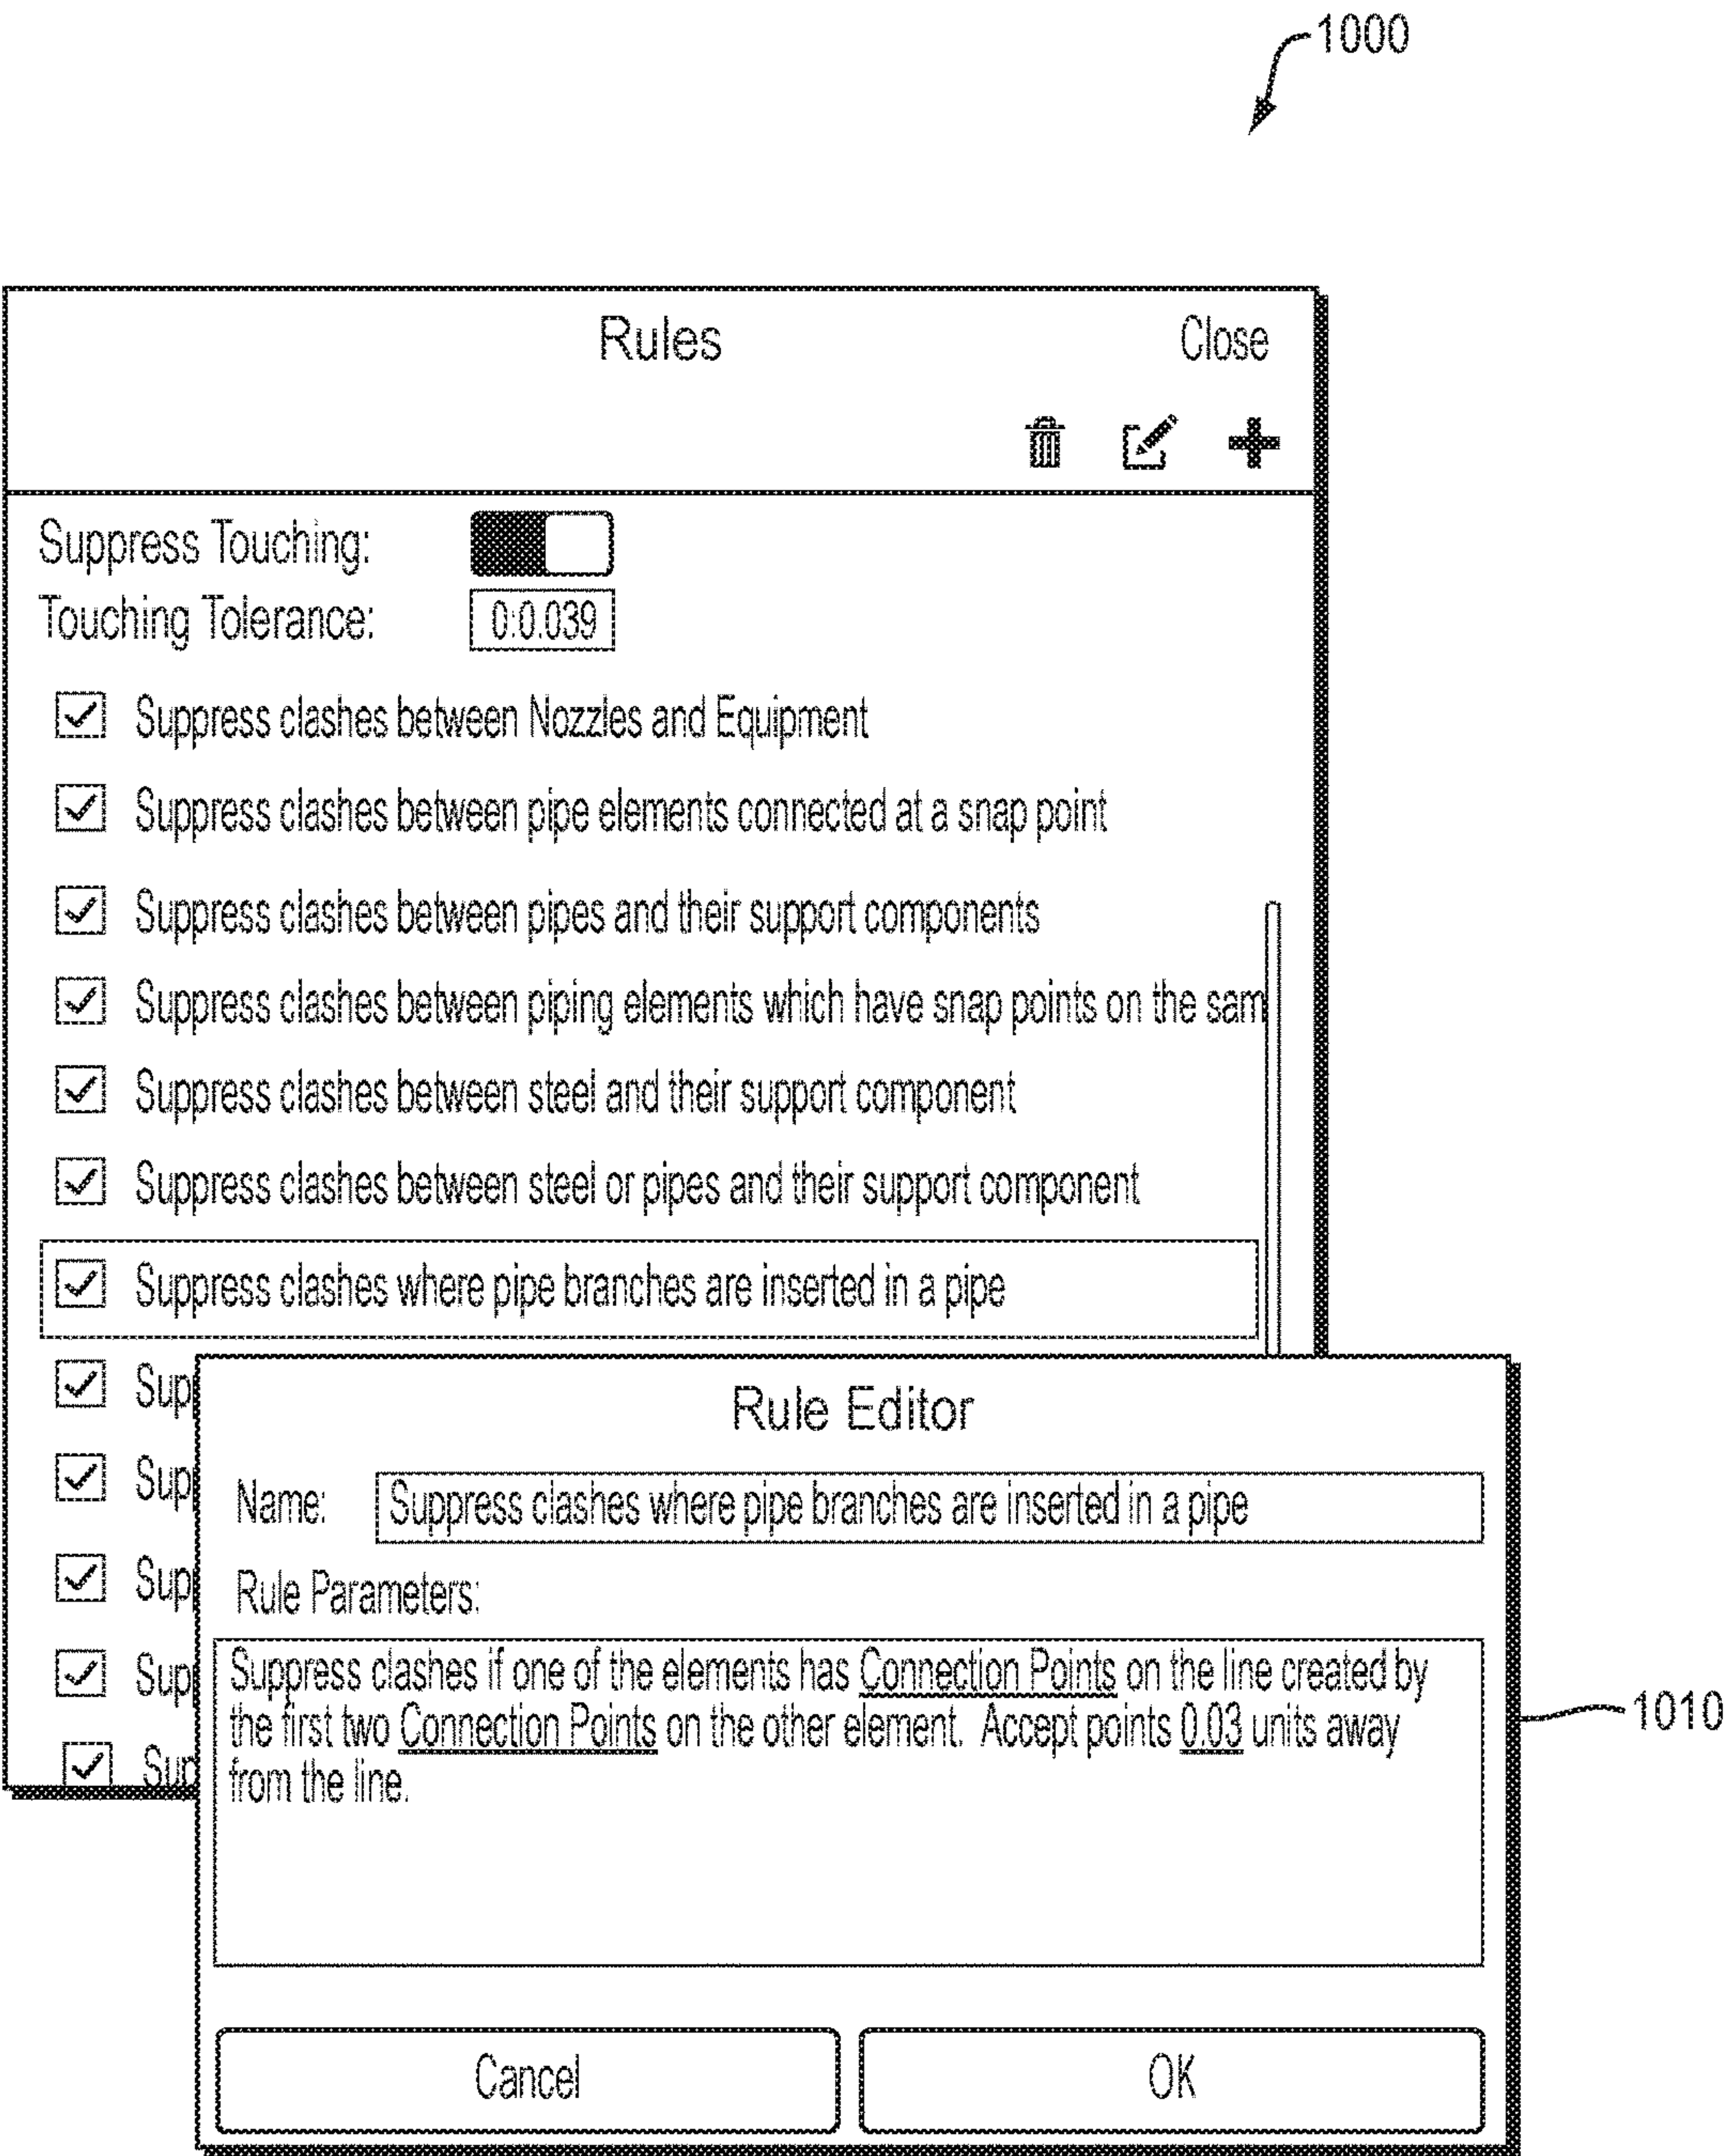 1000
Rules
Close
Suppress Touching:
Touching Tolerance:
0:0.039
Suppress clashes between Nozzles and Equipment
Suppress clashes between pipe elements connected at a snap point
Suppress clashes between pipes and their support components
Suppress clashes between piping elements which have snap points on the sam
Suppress clashes between steel and their support component
Suppress clashes between steel or pipes and their support component
Suppress clashes where pipe branches are inserted in a pipe
Supp
Supp
Supp
Supp
Sup
Rule Editor
Name:
Suppress clashes where pipe branches are inserted in a pipe
Rule Parameters:
Suppress clashes if one of the elements has Connection Points on the line created by
the first two Connection Points on the other element. Accept points 0.03 units away
from the line.
1010
Cancel
OK